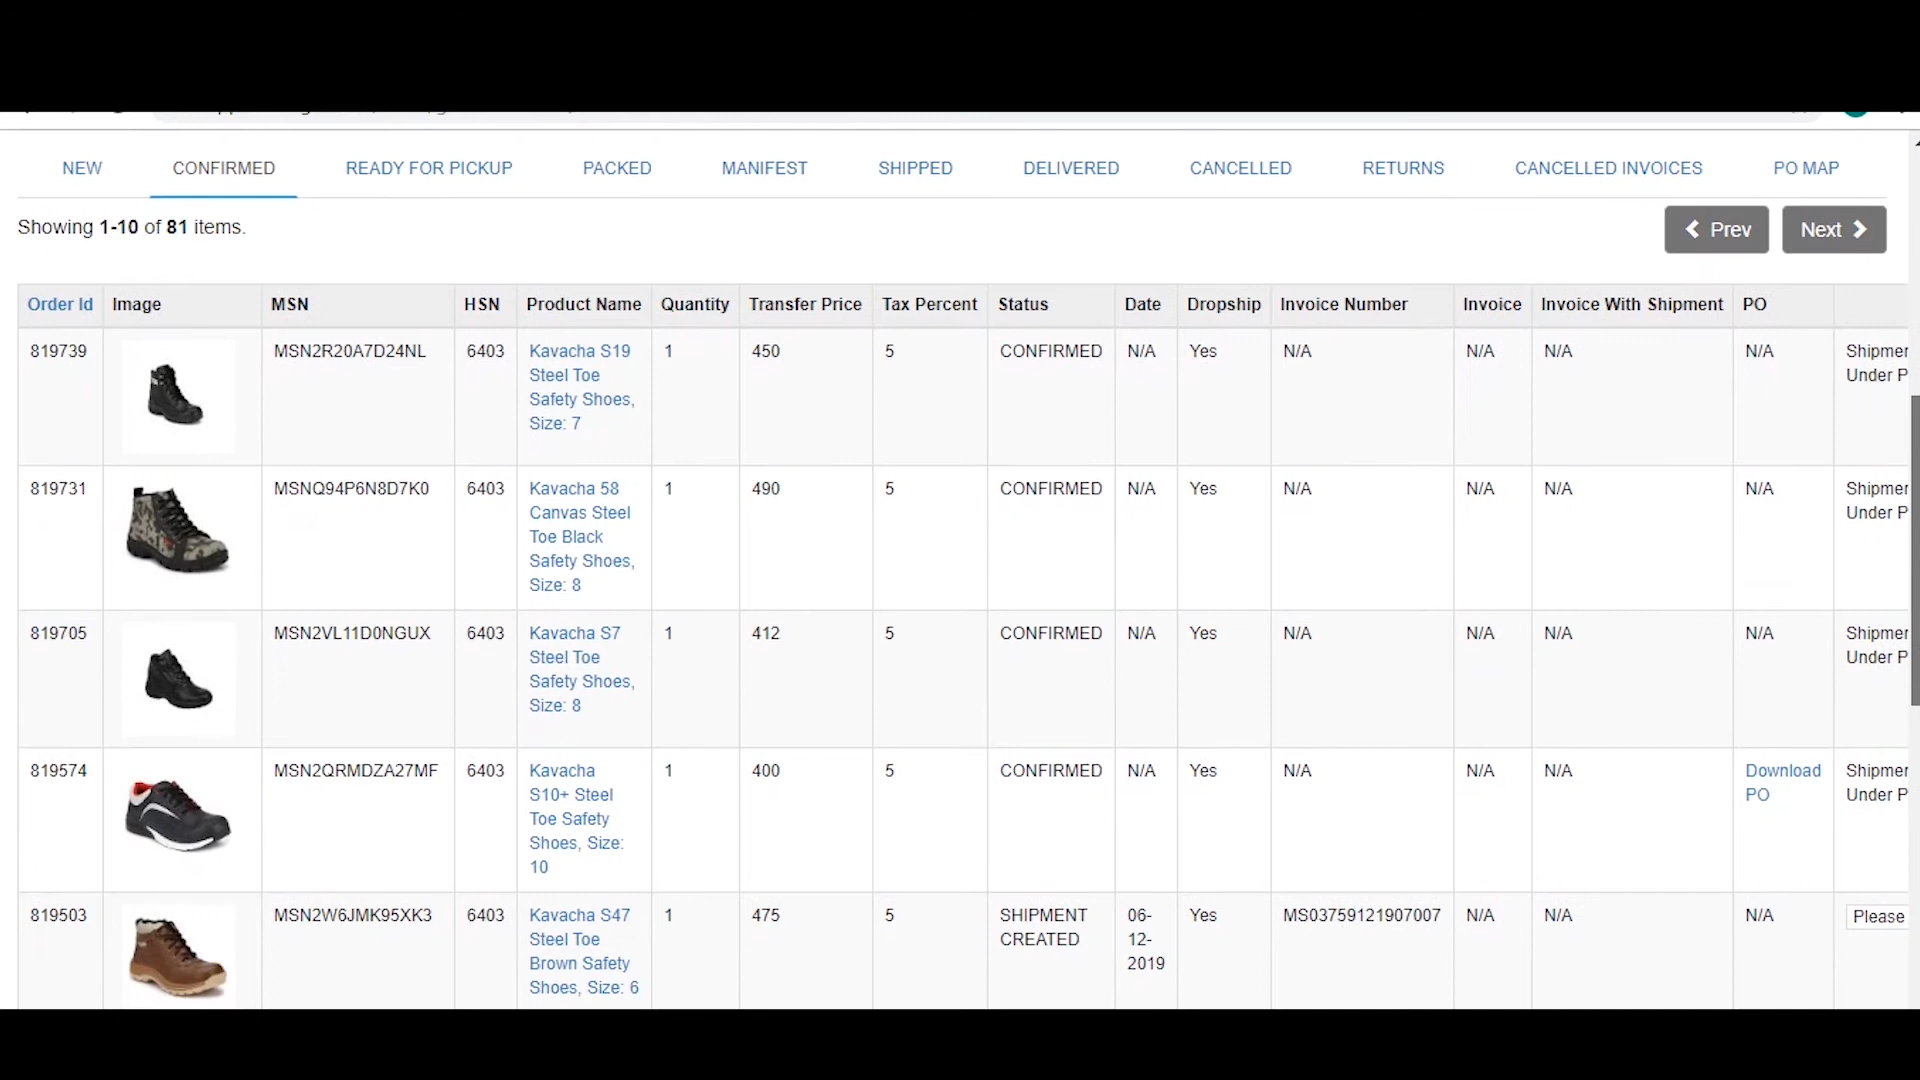 NEW CONFIRMED READY FOR PICKUP PACKED MANIFEST SHIPPED DELIVERED CANCELLED RETURNS CANCELLED INVOICES PO MAP
Showing 1-10 of 81 items.
Prev Next
Order Id Image MSN HSN Product Name Quantity Transfer Price Tax Percent Status Date Dropship Invoice Number Invoice Invoice With Shipment PO
819739 MSN2R20A7D24NL 6403 Kavacha S19 1 450 5 CONFIRMED N/A Yes N/A N/A N/A N/A
Steel Toe Under P
Safety Shoes,
Size: 7
819731 MSNQ94P6N8D7K0 6403 Kavacha 58 1 490 5 CONFIRMED N/A Yes N/A N/A N/A N/A
Canvas Steel Under P
Toe Black
Safety Shoes,
Size: 8
819705 MSN2VL11D0NGUX 6403 Kavacha S7 1 412 5 CONFIRMED N/A Yes N/A N/A N/A N/A
Steel Toe Under P
Safety Shoes,
Size: 8
819574 MSN2QRMDZA27MF 6403 Kavacha 1 400 5 CONFIRMED N/A Yes N/A N/A N/A Download
S10+ Steel PO Under P
Toe Safety
Shoes, Size:
10
819503 MSN2W6JMK95XK3 6403 Kavacha S47 1 475 5 SHIPMENT 06- Yes MS03759121907007 N/A N/A N/A Please
Steel Toe CREATED 12-
Brown Safety 2019
Shoes, Size: 6